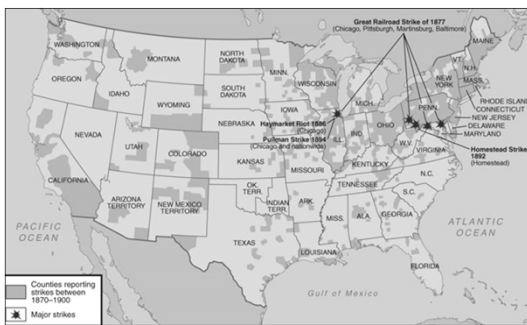 Great Railroad Strike of 1877
(Chicago, Pittsburgh, Martinsburg, Baltimore)
WASHINGTON
MONTANA
NORTH
DAKOTA
MINN.
MAINE
OREGON
IDAHO
SOUTH
DAKOTA
WISCONSIN
MICH.
VT.
N.H.
NEW
YORK
MASS.
WYOMING
IOWA
PENN.
RHODE ISLAND
CONNECTICUT
NEW JERSEY
DELAWARE
MARYLAND
NEVADA
NEBRASKA
Haymarket Riot 1886
(Chicago)
Pullman Strike 1894
(Chicago and nationwide)
ILL.
IND.
OHIO
W.V.
VIRGINIA
Homestead Strike
1892
(Homestead)
UTAH
COLORADO
KANSAS
MISSOURI
KENTUCKY
CALIFORNIA
N.C.
TENNESSEE
ARIZONA
TERRITORY
NEW MEXICO
TERRITORY
OK.
TERR.
INDIAN
TERR.
ARK.
S.C.
MISS.
ALA.
GEORGIA
TEXAS
LOUISIANA
FLORIDA
PACIFIC
OCEAN
ATLANTIC
OCEAN
Gulf of Mexico
Counties reporting
strikes between
1870–1900
Major strikes